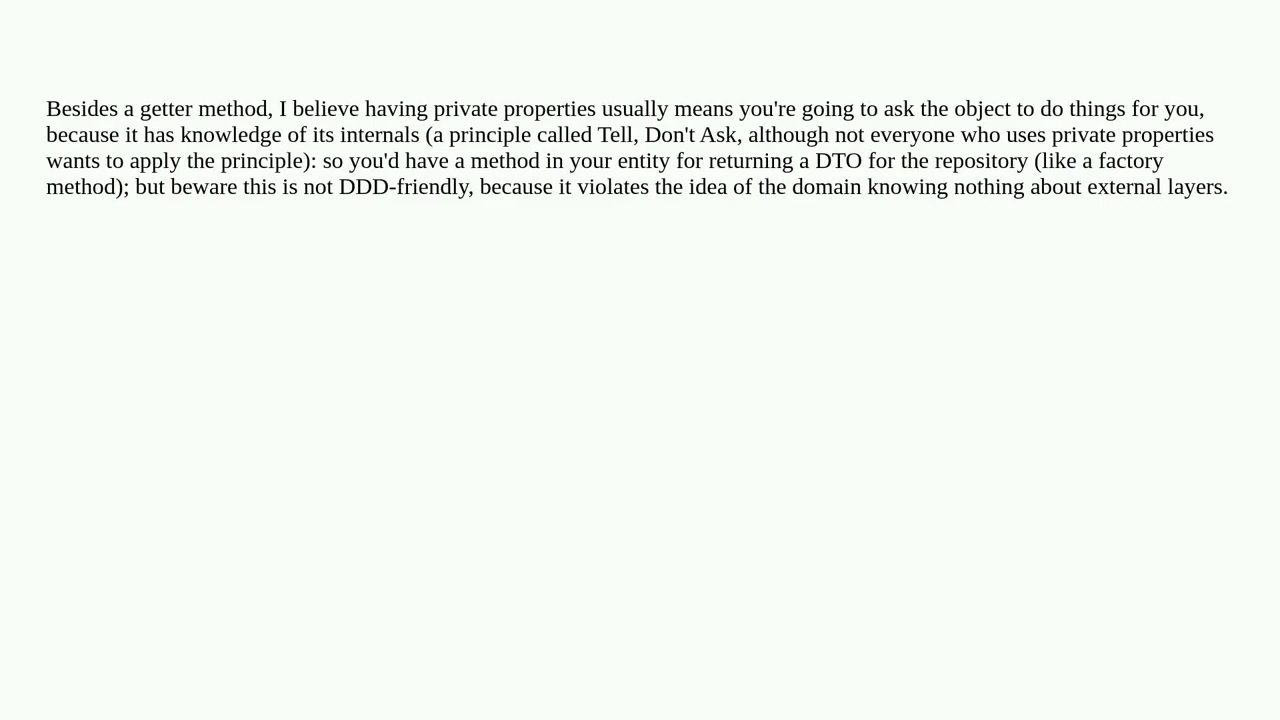 Besides a getter method, I believe having private properties usually means you're going to ask the object to do things for you,
because it has knowledge of its internals (a principle called Tell, Don't Ask, although not everyone who uses private properties
wants to apply the principle): so you'd have a method in your entity for returning a DTO for the repository (like a factory
method); but beware this is not DDD-friendly, because it violates the idea of the domain knowing nothing about external layers.